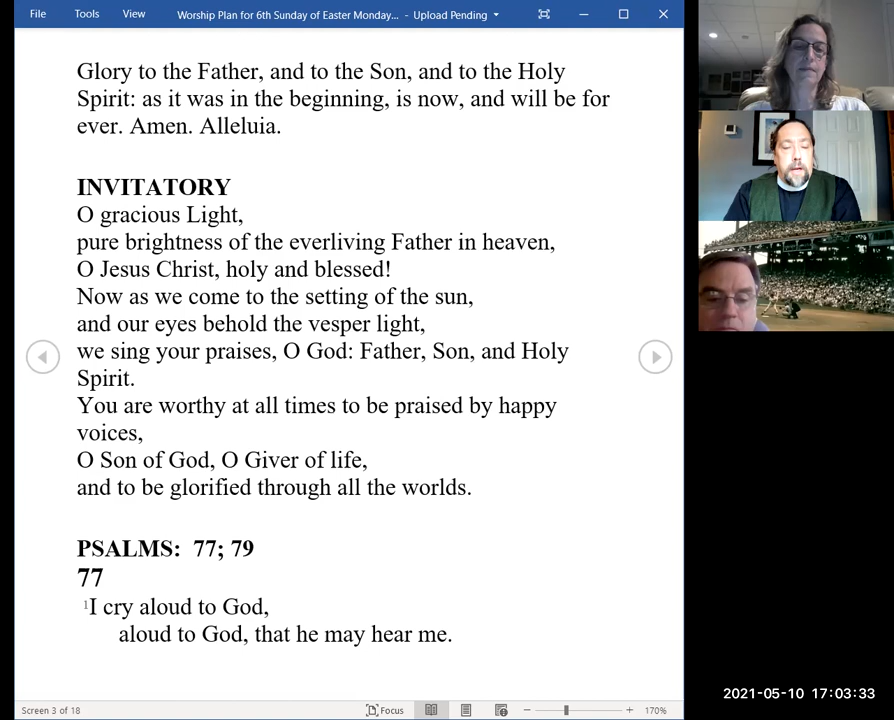 File Tools View Worship Plan for 6th Sunday of Easter Monday... - Upload Pending
Glory to the Father, and to the Son, and to the Holy
Spirit: as it was in the beginning, is now, and will be for
ever. Amen. Alleluia.
INVITATORY
O gracious Light,
pure brightness of the everliving Father in heaven,
O Jesus Christ, holy and blessed!
Now as we come to the setting of the sun,
and our eyes behold the vesper light,
we sing your praises, O God: Father, Son, and Holy
Spirit.
You are worthy at all times to be praised by happy
voices,
O Son of God, O Giver of life,
and to be glorified through all the worlds.
PSALMS: 77; 79
77
1I cry aloud to God,
aloud to God, that he may hear me.
Screen 3 of 18 Focus 170%
2021-05-10 17:03:33